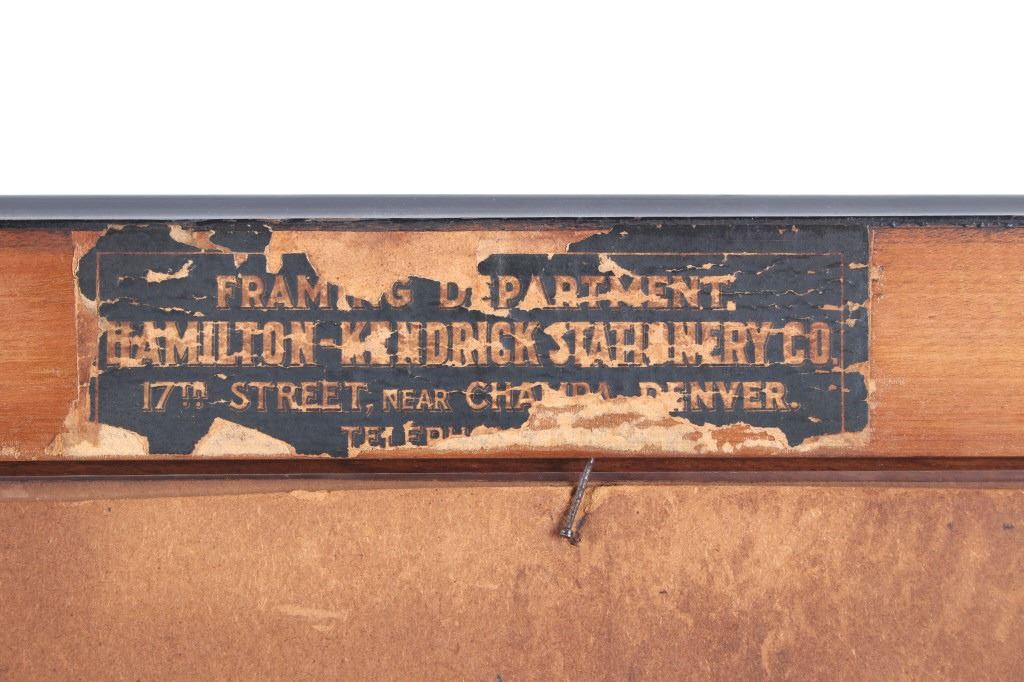 FRAMING DEPARTMENT.
HAMILTON-KENDRICK STATIONERY CO.
17TH STREET, NEAR CHAMPA, DENVER.